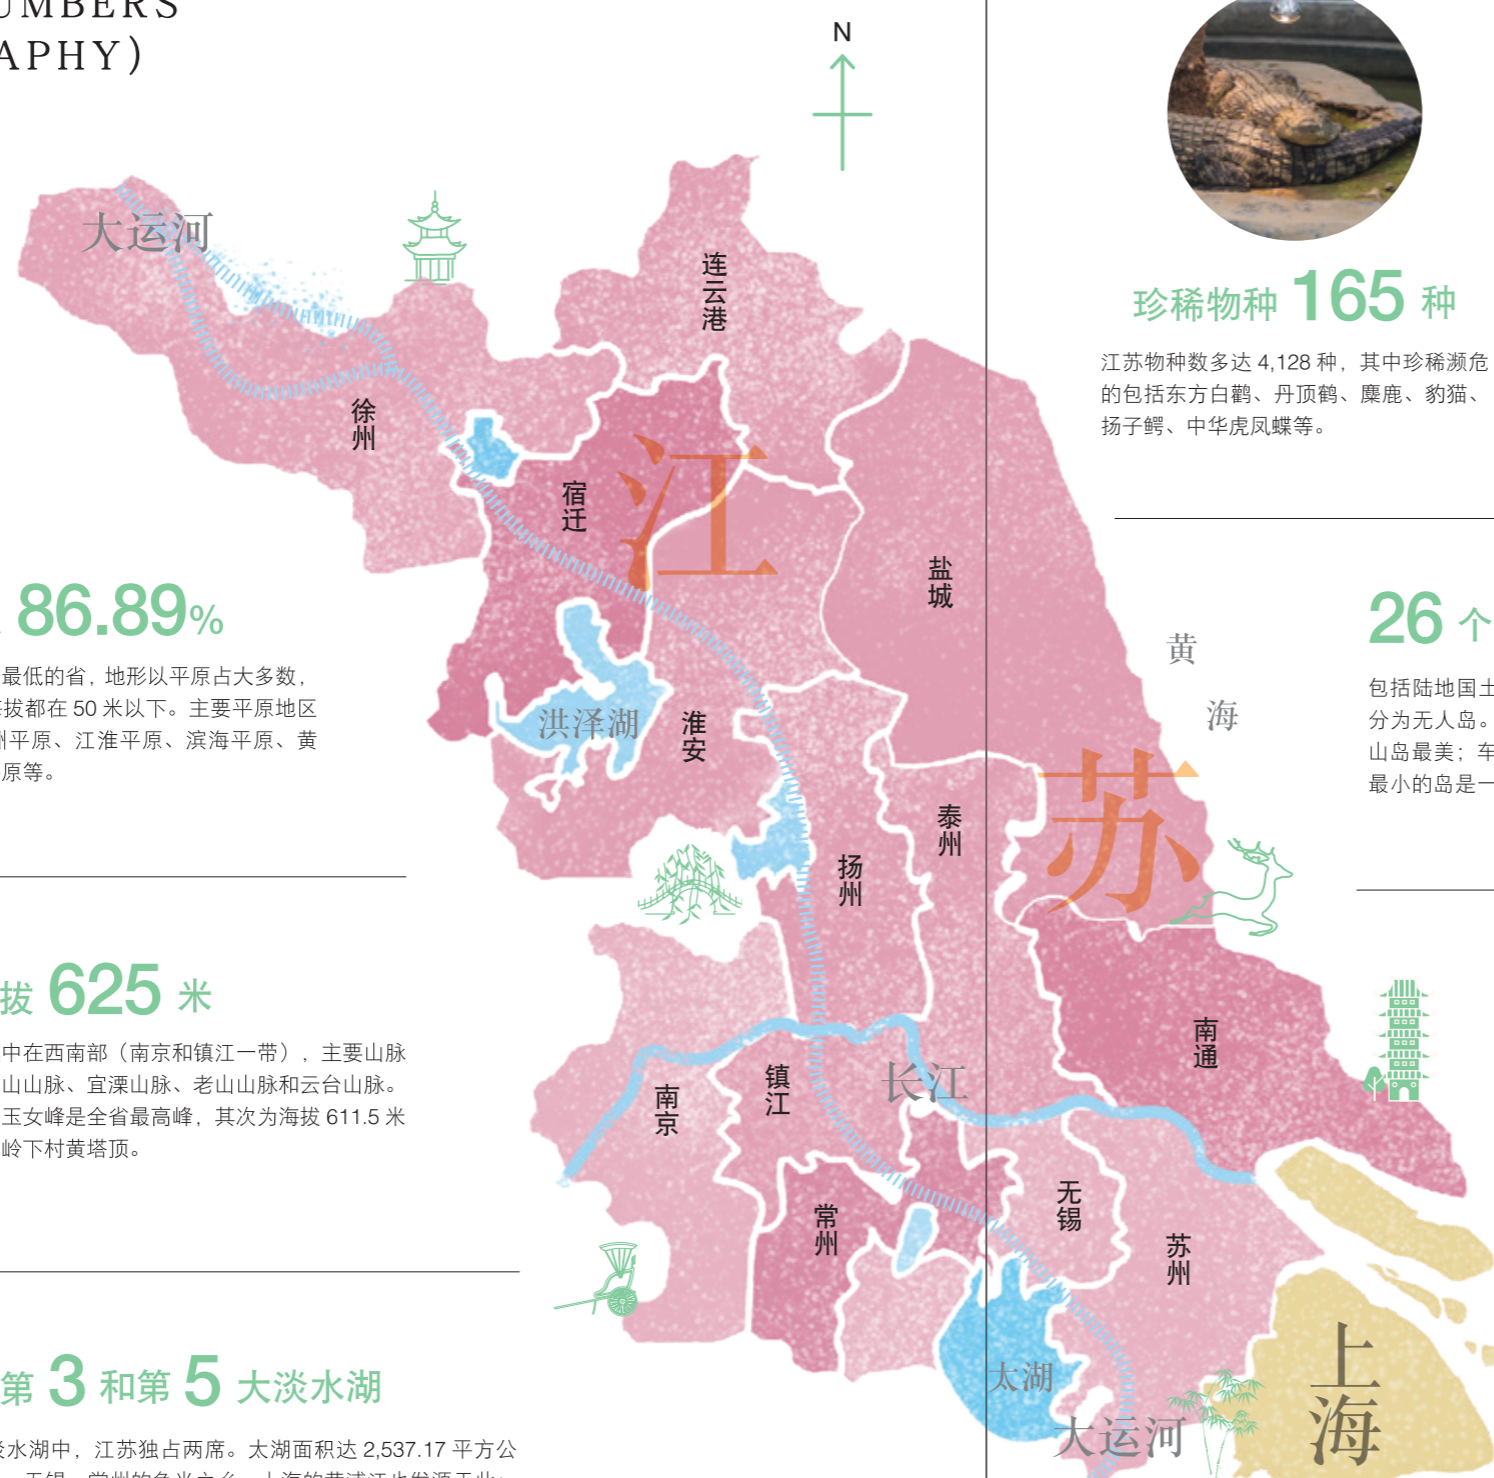 UMBERS
APHY)
N
大运河
连云港
徐州
宿迁
江
盐城
黄海
洪泽湖
淮安
苏
泰州
扬州
南通
长江
镇江
南京
无锡
常州
苏州
太湖
大运河
上海
86.89%
最低的省，地形以平原占大多数，
拔都在 50 米以下。主要平原地区
平原、江淮平原、滨海平原、黄
原等。
拔 625 米
中在西南部（南京和镇江一带），主要山脉
山山脉、宜溧山脉、老山山脉和云台山脉。
玉女峰是全省最高峰，其次为海拔 611.5 米
岭下村黄塔顶。
第 3 和第 5 大淡水湖
水湖中，江苏独占两席。太湖面积达 2,537.17 平方公
珍稀物种 165 种
江苏物种数多达 4,128 种，其中珍稀濒危
的包括东方白鹳、丹顶鹤、麋鹿、豹猫、
扬子鳄、中华虎凤蝶等。
26 个
包括陆地国土
分为无人岛。
山岛最美；车
最小的岛是一